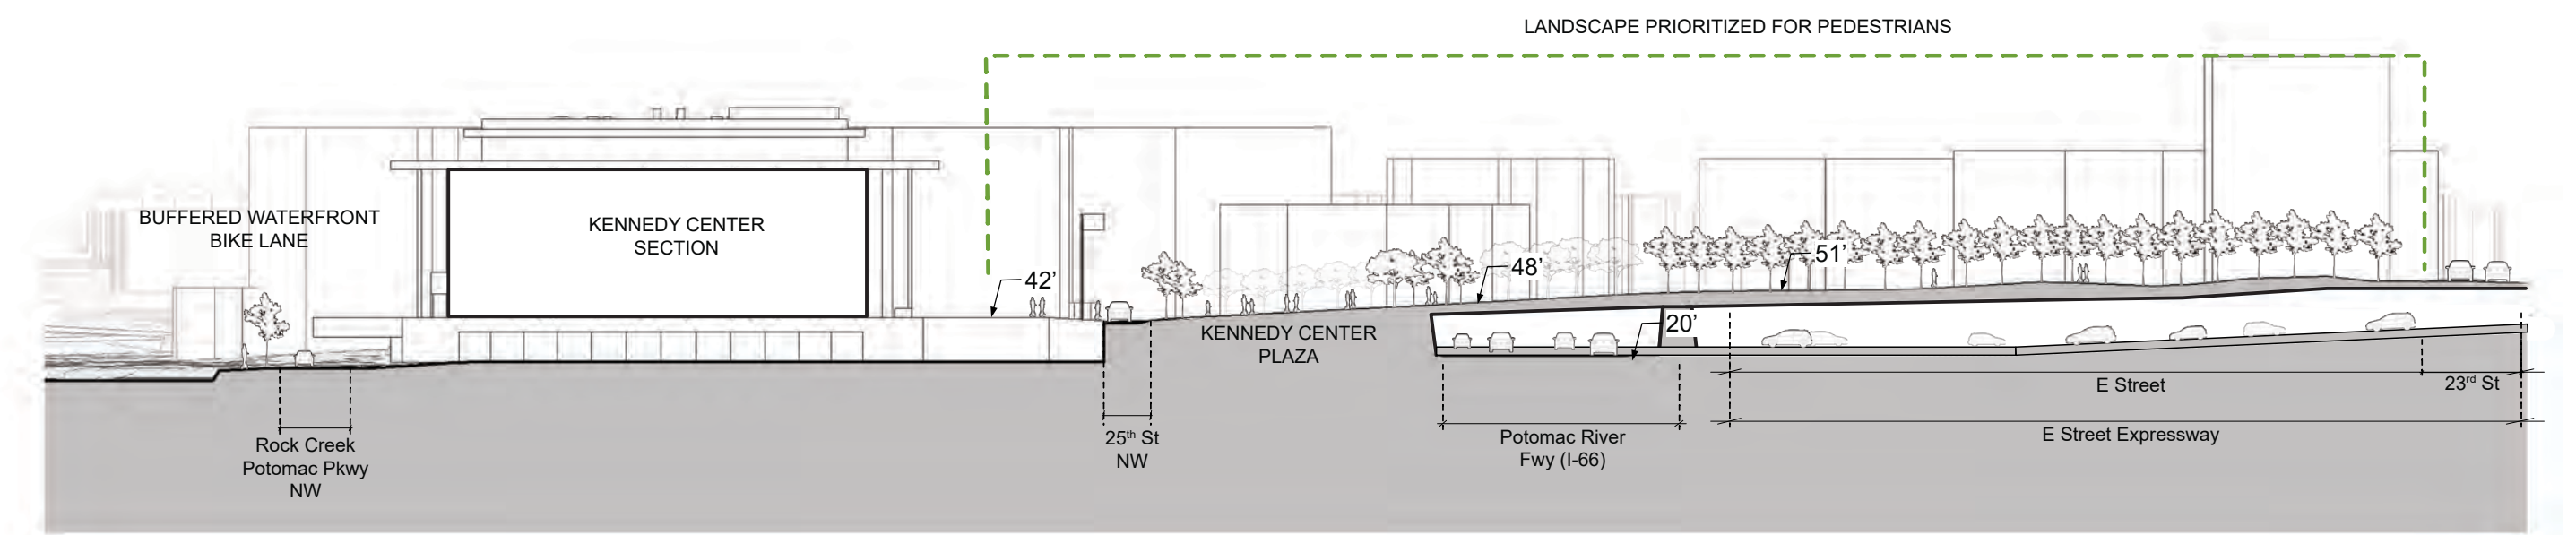 LANDSCAPE PRIORITIZED FOR PEDESTRIANS
BUFFERED WATERFRONT
BIKE LANE
KENNEDY CENTER
SECTION
42’
48’
51’
KENNEDY CENTER
PLAZA
20’
E Street
23rd St
Rock Creek
Potomac Pkwy
NW
25th St
NW
Potomac River
Fwy (I-66)
E Street Expressway